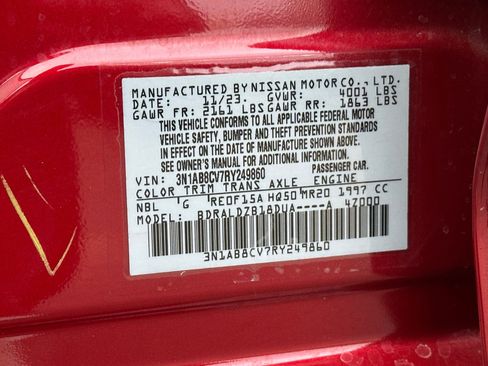 MANUFACTURED BY NISSAN MOTOR CO., LTD.
DATE: 11/23. GVWR: 4001 LBS
GAWR FR: 2161 LBS GAWR RR: 1863 LBS
THIS VEHICLE CONFORMS TO ALL APPLICABLE FEDERAL MOTOR
VEHICLE SAFETY, BUMPER AND THEFT PREVENTION STANDARDS
IN EFFECT ON THE DATE OF MANUFACTURE SHOWN ABOVE.
SEE OWNER'S MANUAL FOR ADDITIONAL INFORMATION.
VIN: 3N1AB8CV7RY249860 PASSENGER CAR.
COLOR TRIM TRANS AXLE ENGINE
NBL 'G 'RE0F15A HQ50 MR20 1997 CC
MODEL: BDRALDZB18DUA----A 47000
3N1AB8CV7RY249860